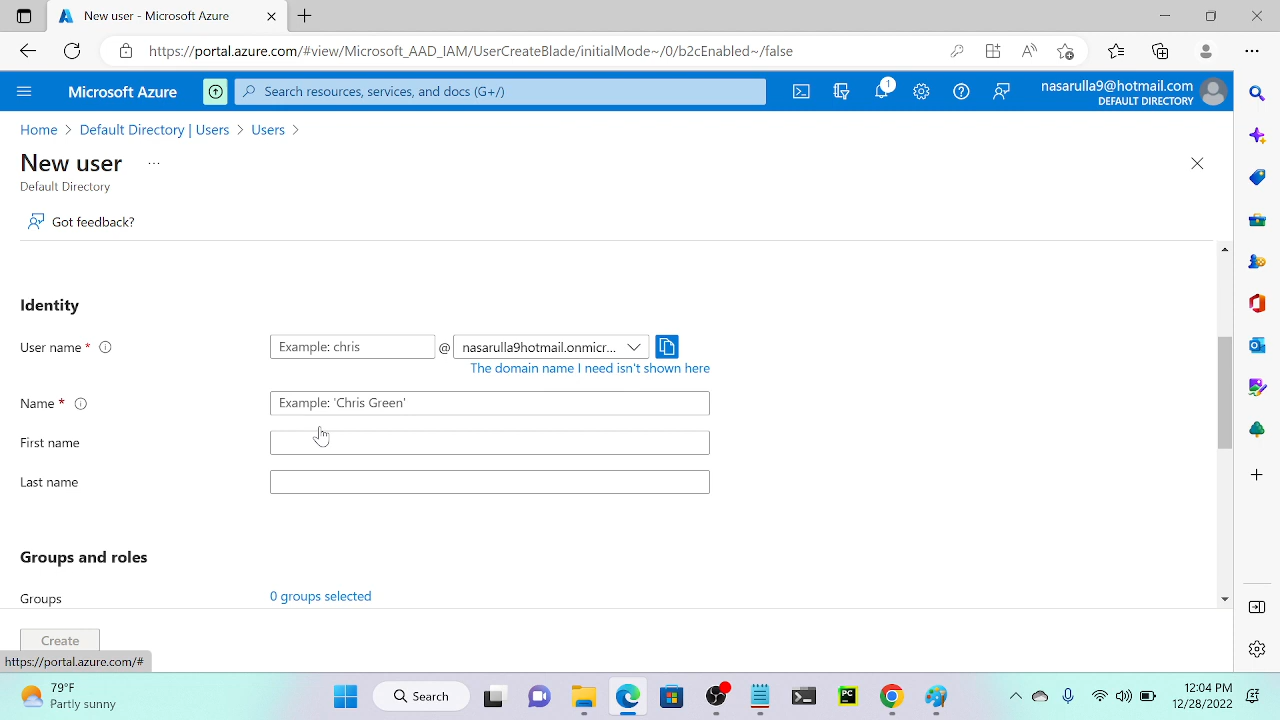 New user - Microsoft Azure
https://portal.azure.com/#view/Microsoft_AAD_IAM/UserCreateBlade/initialMode~/0/b2cEnabled~/false
Microsoft Azure
Search resources, services, and docs (G+/)
1
nasarulla9@hotmail.com
DEFAULT DIRECTORY
Home > Default Directory | Users > Users >
New user ...
Default Directory
Got feedback?
Identity
User name *
Example: chris
@
nasarulla9hotmail.onmicr...
The domain name I need isn't shown here
Name *
Example: 'Chris Green'
First name
Last name
Groups and roles
Groups
0 groups selected
Create
https://portal.azure.com/#
79°F
Partly sunny
Search
PC
12:04 PM
12/28/2022